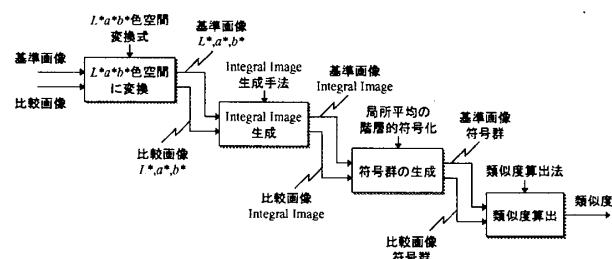 L*a*b*色空間
変換式
基準画像
L*,a*,b*
基準画像
比較画像
L*a*b*色空間
に変換
Integral Image
生成手法
基準画像
Integral Image
Integral Image
生成
比較画像
L*,a*,b*
局所平均の
階層的符号化
基準画像
符号群
符号群の生成
比較画像
Integral Image
類似度算出法
類似度
類似度算出
比較画像
符号群